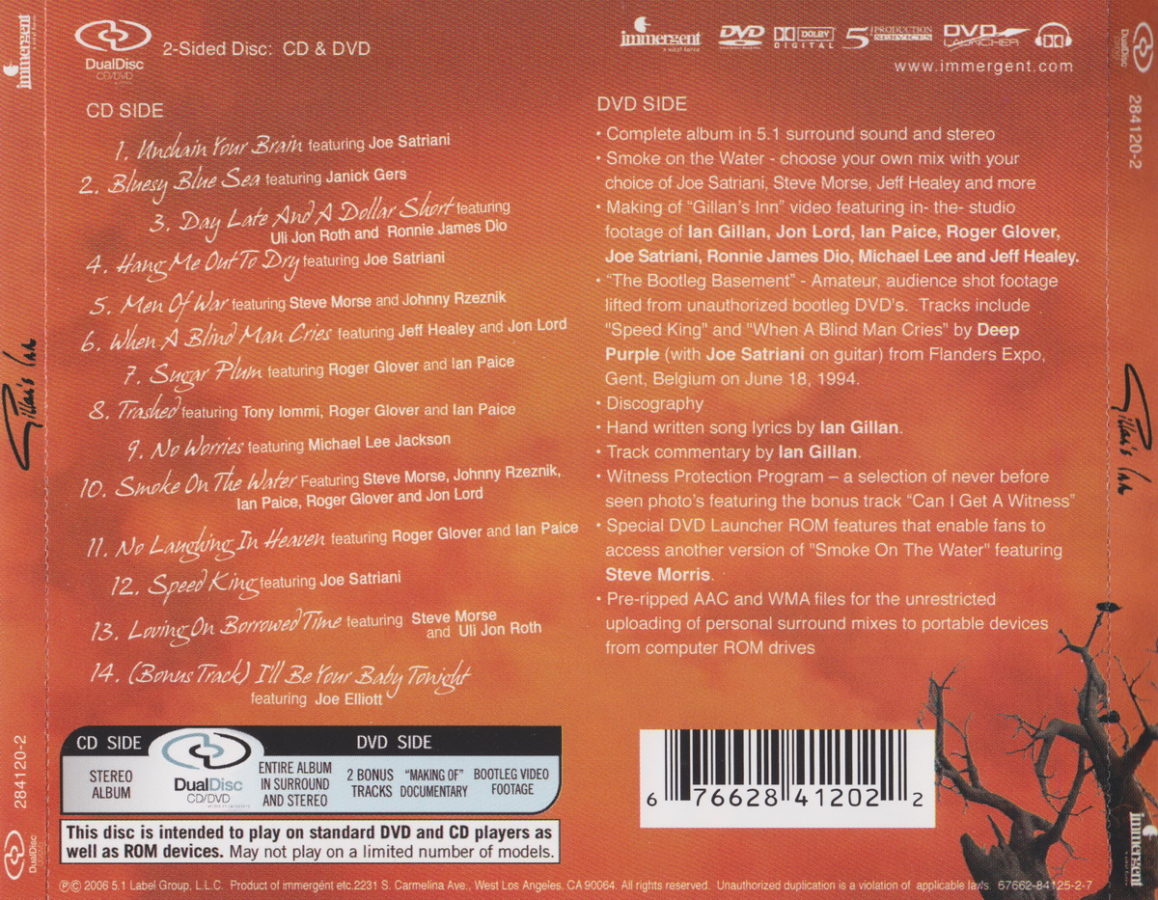 immergent
DualDisc
CD/DVD
2-Sided Disc: CD & DVD
CD SIDE
1. Unchain Your Brain featuring Joe Satriani
2. Bluesy Blue Sea featuring Janick Gers
3. Day Late And A Dollar Short featuring
Uli Jon Roth and Ronnie James Dio
4. Hang Me Out To Dry featuring Joe Satriani
5. Men Of War featuring Steve Morse and Johnny Rzeznik
6. When A Blind Man Cries featuring Jeff Healey and Jon Lord
7. Sugar Plum featuring Roger Glover and Ian Paice
8. Trashed featuring Tony Iommi, Roger Glover and Ian Paice
9. No Worries featuring Michael Lee Jackson
10. Smoke On The Water Featuring Steve Morse, Johnny Rzeznik,
Ian Paice, Roger Glover and Jon Lord
11. No Laughing In Heaven featuring Roger Glover and Ian Paice
12. Speed King featuring Joe Satriani
13. Loving On Borrowed Time featuring Steve Morse
and Uli Jon Roth
14. (Bonus Track) I'll Be Your Baby Tonight
featuring Joe Elliott
immergent
DVD
DOLBY
DIGITAL
5 PRODUCTION
SERVICES
DVD
LAUNCHER
www.immergent.com
DVD SIDE
• Complete album in 5.1 surround sound and stereo
• Smoke on the Water - choose your own mix with your
choice of Joe Satriani, Steve Morse, Jeff Healey and more
• Making of "Gillan's Inn" video featuring in- the- studio
footage of Ian Gillan, Jon Lord, Ian Paice, Roger Glover,
Joe Satriani, Ronnie James Dio, Michael Lee and Jeff Healey.
• "The Bootleg Basement" - Amateur, audience shot footage
lifted from unauthorized bootleg DVD's. Tracks include
"Speed King" and "When A Blind Man Cries" by Deep
Purple (with Joe Satriani on guitar) from Flanders Expo,
Gent, Belgium on June 18, 1994.
• Discography
• Hand written song lyrics by Ian Gillan.
• Track commentary by Ian Gillan.
• Witness Protection Program – a selection of never before
seen photo's featuring the bonus track "Can I Get A Witness"
• Special DVD Launcher ROM features that enable fans to
access another version of "Smoke On The Water" featuring
Steve Morris.
• Pre-ripped AAC and WMA files for the unrestricted
uploading of personal surround mixes to portable devices
from computer ROM drives
CD SIDE
DVD SIDE
STEREO
ALBUM
DualDisc
CD/DVD
ENTIRE ALBUM
IN SURROUND
AND STEREO
2 BONUS
TRACKS
"MAKING OF"
DOCUMENTARY
BOOTLEG VIDEO
FOOTAGE
This disc is intended to play on standard DVD and CD players as
well as ROM devices. May not play on a limited number of models.
6 76628 41202 2
℗© 2006 5.1 Label Group, L.L.C. Product of immergent etc.2231 S. Carmelina Ave., West Los Angeles, CA 90064. All rights reserved. Unauthorized duplication is a violation of applicable laws. 67662-84125-2-7
immergent
Gillan's Inn
284120-2
DualDisc
DualDisc
284120-2
Gillan's Inn
immergent